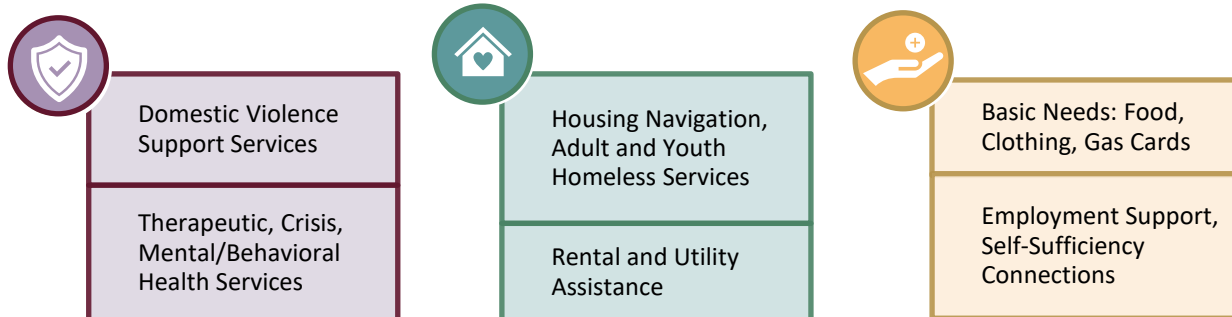 Domestic Violence
Support Services
Therapeutic, Crisis,
Mental/Behavioral
Health Services
Housing Navigation,
Adult and Youth
Homeless Services
Rental and Utility
Assistance
Basic Needs: Food,
Clothing, Gas Cards
Employment Support,
Self-Sufficiency
Connections